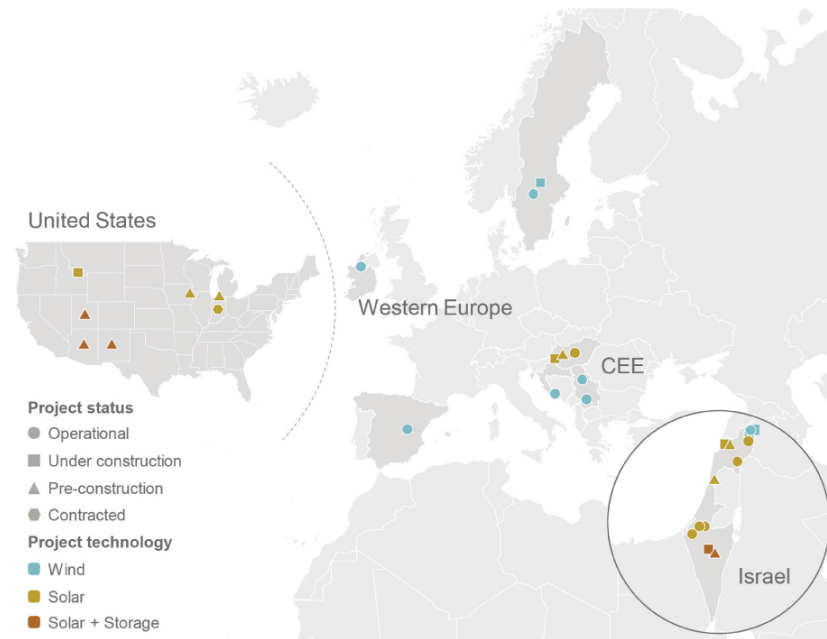 United States
Western Europe
CEE
Project status
Operational
Under construction
Pre-construction
Contracted
Project technology
Wind
Solar
Solar + Storage
Israel